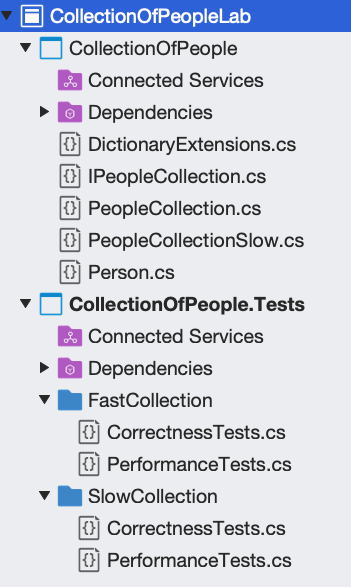 CollectionOfPeopleLab
CollectionOfPeople
Connected Services
Dependencies
DictionaryExtensions.cs
IPeopleCollection.cs
PeopleCollection.cs
PeopleCollectionSlow.cs
Person.cs
CollectionOfPeople.Tests
Connected Services
Dependencies
FastCollection
CorrectnessTests.cs
PerformanceTests.cs
SlowCollection
CorrectnessTests.cs
PerformanceTests.cs